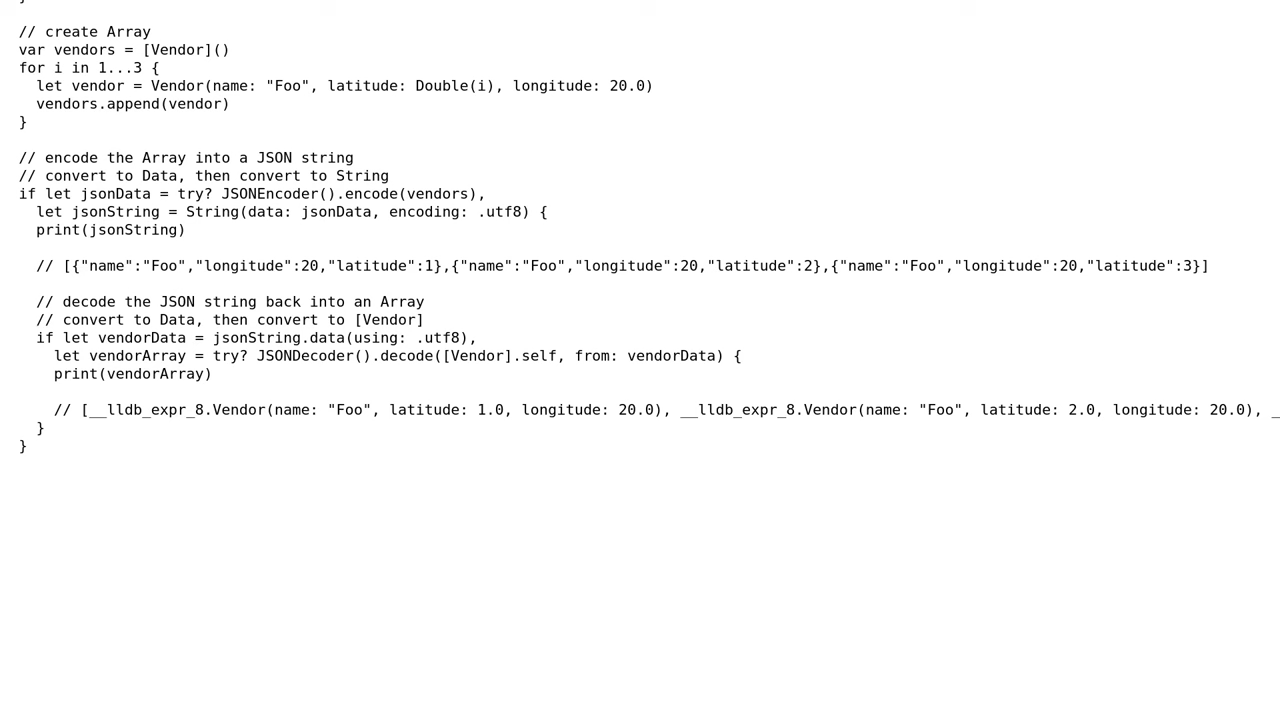 }
// create Array
var vendors = [Vendor]()
for i in 1...3 {
  let vendor = Vendor(name: "Foo", latitude: Double(i), longitude: 20.0)
  vendors.append(vendor)
}
// encode the Array into a JSON string
// convert to Data, then convert to String
if let jsonData = try? JSONEncoder().encode(vendors),
  let jsonString = String(data: jsonData, encoding: .utf8) {
  print(jsonString)
  // [{"name":"Foo","longitude":20,"latitude":1},{"name":"Foo","longitude":20,"latitude":2},{"name":"Foo","longitude":20,"latitude":3}]
  // decode the JSON string back into an Array
  // convert to Data, then convert to [Vendor]
  if let vendorData = jsonString.data(using: .utf8),
    let vendorArray = try? JSONDecoder().decode([Vendor].self, from: vendorData) {
    print(vendorArray)
    // [__lldb_expr_8.Vendor(name: "Foo", latitude: 1.0, longitude: 20.0), __lldb_expr_8.Vendor(name: "Foo", latitude: 2.0, longitude: 20.0), _
  }
}